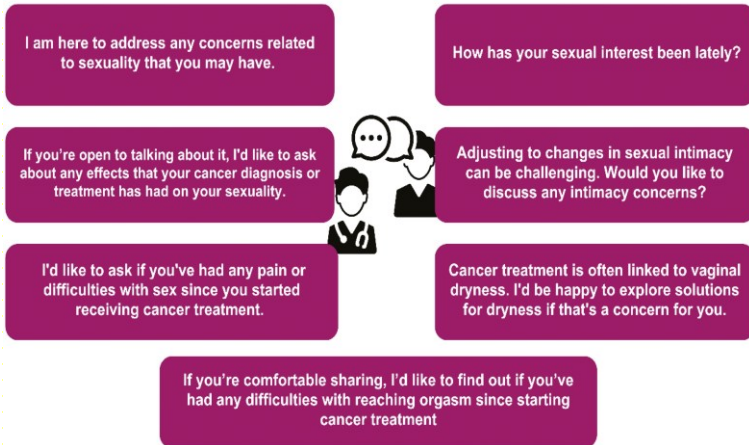 I am here to address any concerns related
to sexuality that you may have.
How has your sexual interest been lately?
If you're open to talking about it, I'd like to ask
about any effects that your cancer diagnosis or
treatment has had on your sexuality.
Adjusting to changes in sexual intimacy
can be challenging. Would you like to
discuss any intimacy concerns?
I'd like to ask if you've had any pain or
difficulties with sex since you started
receiving cancer treatment.
Cancer treatment is often linked to vaginal
dryness. I'd be happy to explore solutions
for dryness if that's a concern for you.
If you’re comfortable sharing, I’d like to find out if you’ve
had any difficulties with reaching orgasm since starting
cancer treatment